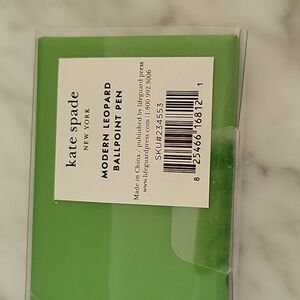 kate spade
NEW YORK
MODERN LEOPARD
BALLPOINT PEN
Made in China / published by lifeguard press
www.lifeguardpress.com | 1.800.992.3006
SKU#234553
8 25466 16812 1